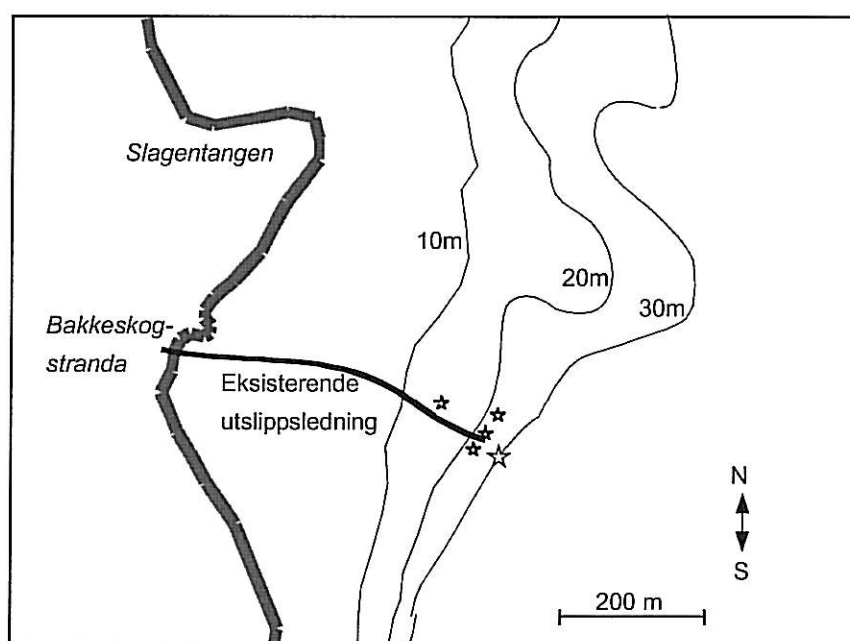 Slagentangen
10m
20m
30m
Bakkeskog-
stranda
Eksisterende
utslippsledning
N
S
200 m